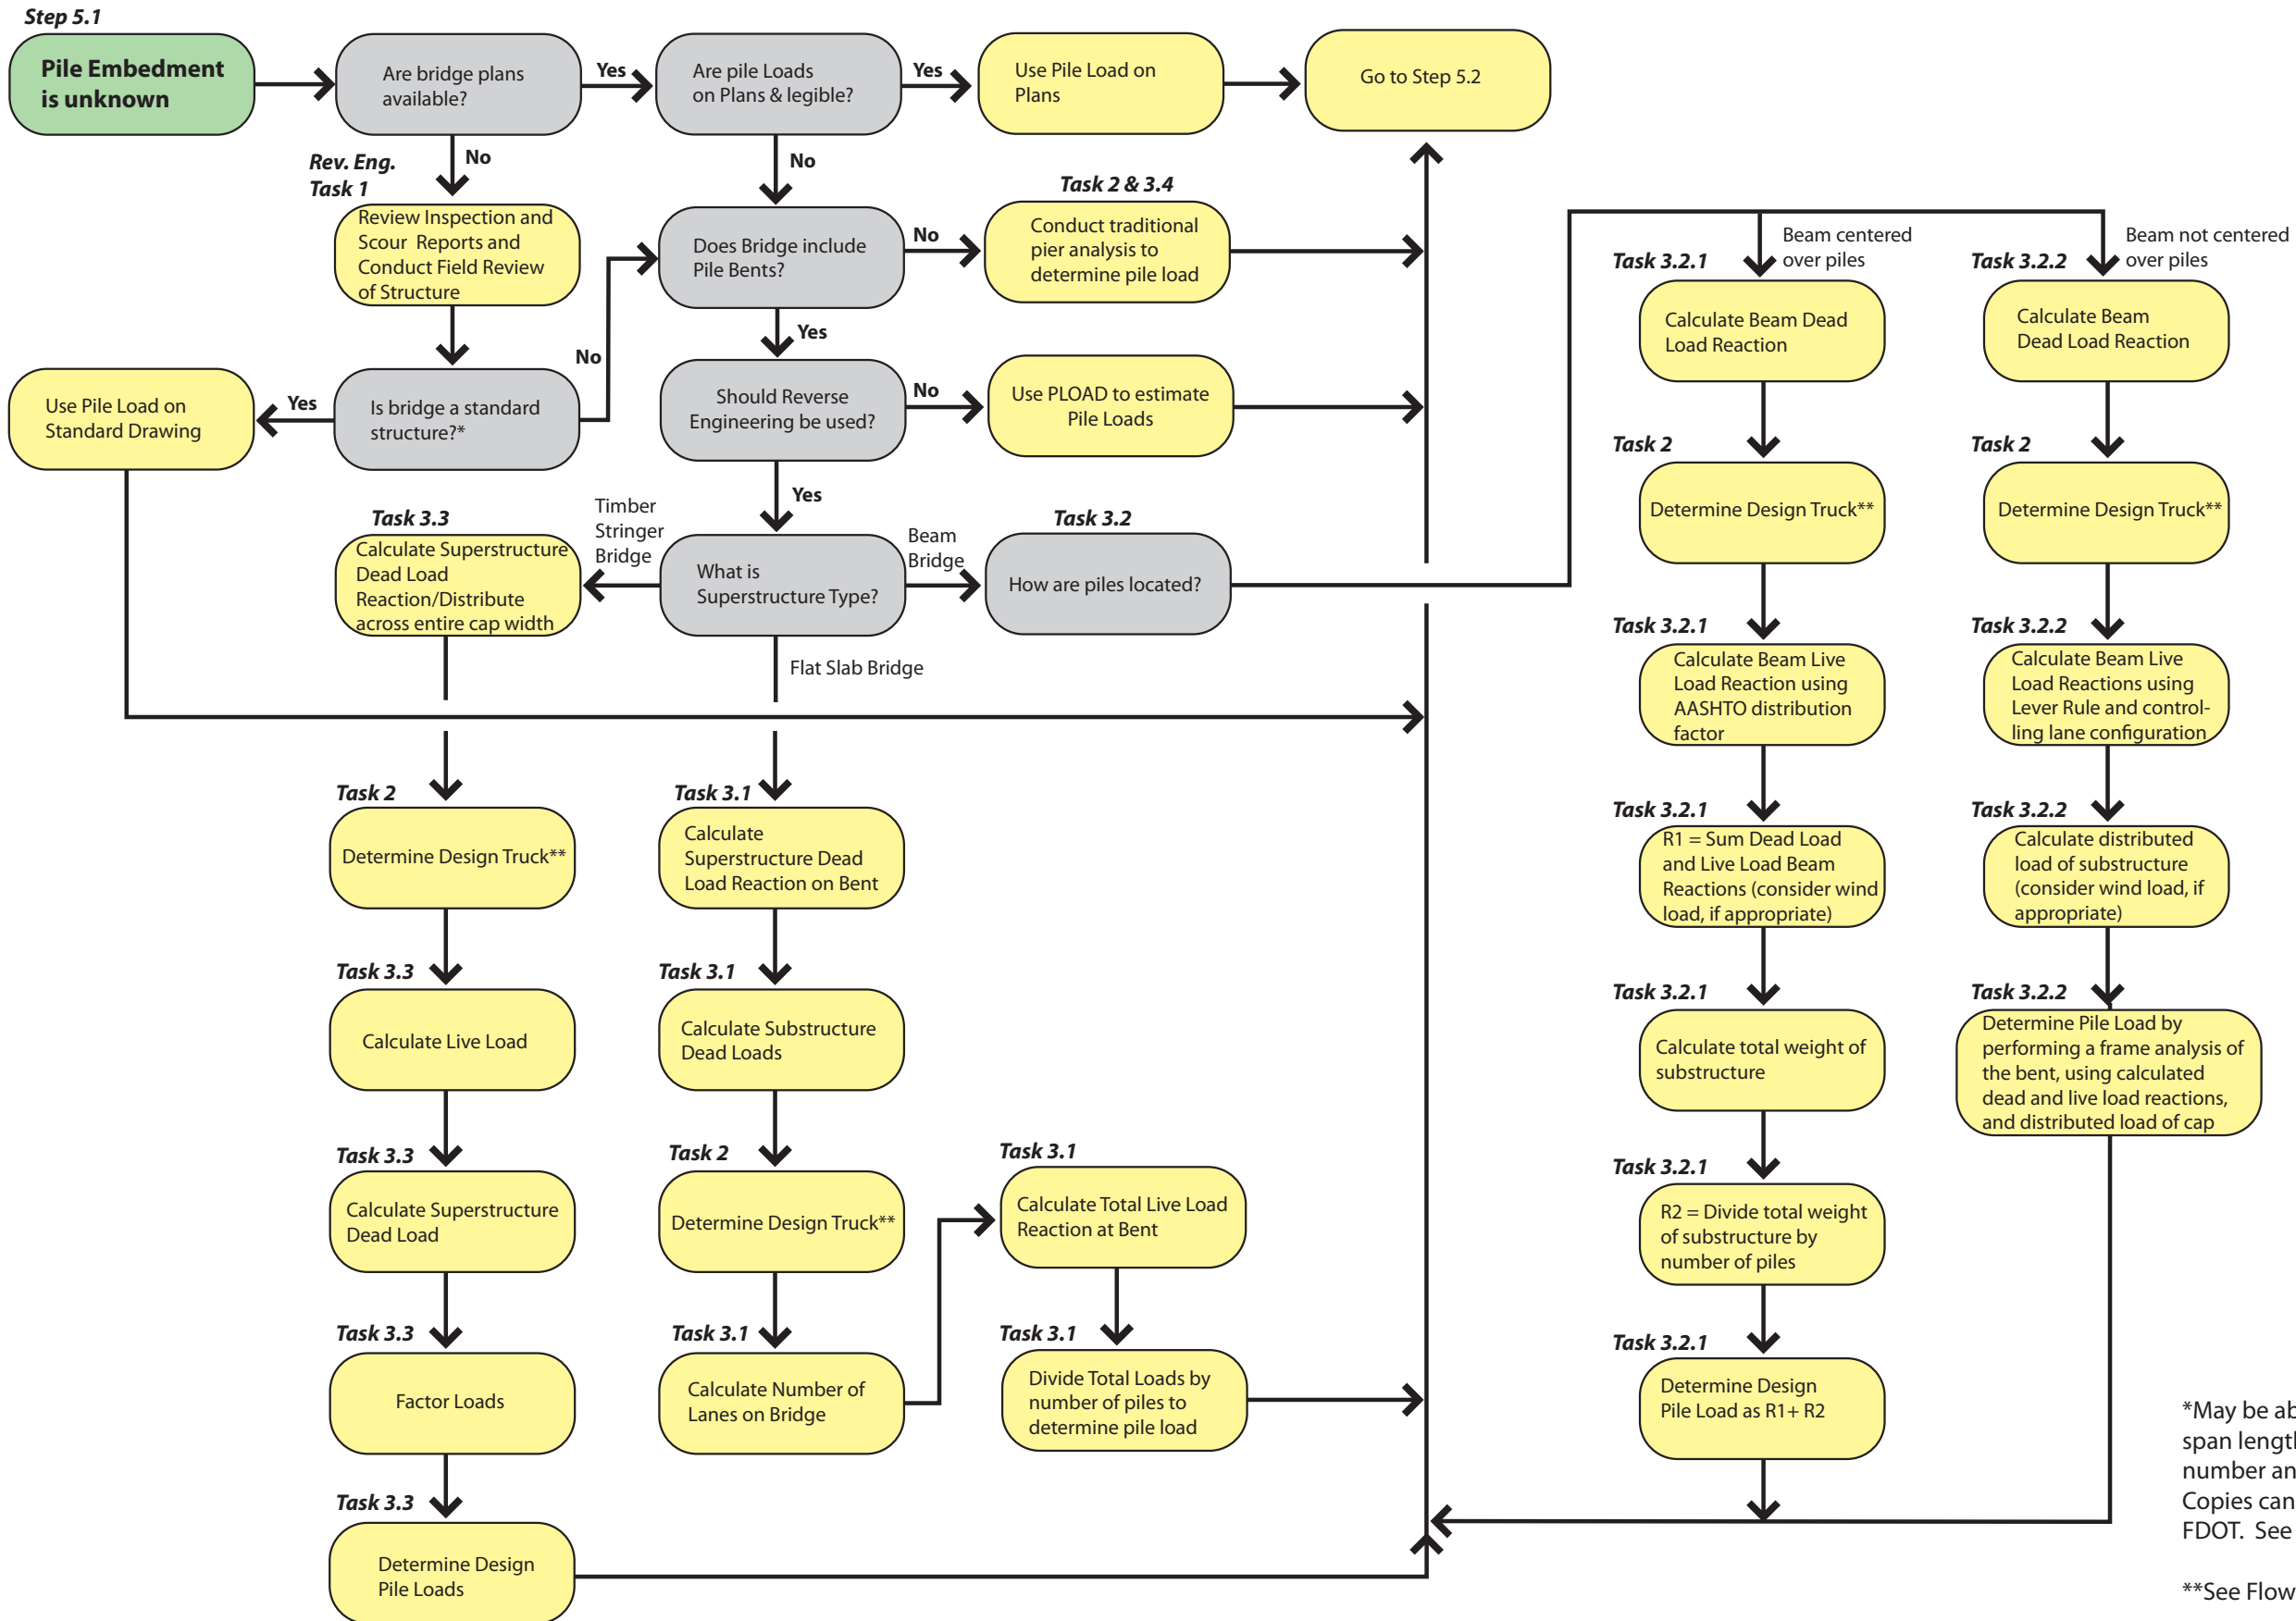 Step 5.1
Pile Embedment
is unknown
Are bridge plans
available?
Yes
Are pile Loads
on Plans & legible?
Yes
Use Pile Load on
Plans
Go to Step 5.2
No
Rev. Eng.
Task 1
Review Inspection and
Scour Reports and
Conduct Field Review
of Structure
No
Does Bridge include
Pile Bents?
No
Task 2 & 3.4
Conduct traditional
pier analysis to
determine pile load
Yes
Is bridge a standard
structure?*
Yes
Use Pile Load on
Standard Drawing
No
Should Reverse
Engineering be used?
No
Use PLOAD to estimate
Pile Loads
Yes
What is
Superstructure Type?
Timber
Stringer
Bridge
Beam
Bridge
Flat Slab Bridge
Task 3.2
How are piles located?
Task 3.3
Calculate Superstructure
Dead Load
Reaction/Distribute
across entire cap width
Task 2
Determine Design Truck**
Task 3.3
Calculate Live Load
Task 3.3
Calculate Superstructure
Dead Load
Task 3.3
Factor Loads
Task 3.3
Determine Design
Pile Loads
Task 3.1
Calculate
Superstructure Dead
Load Reaction on Bent
Task 3.1
Calculate Substructure
Dead Loads
Task 2
Determine Design Truck**
Task 3.1
Calculate Number of
Lanes on Bridge
Task 3.1
Calculate Total Live Load
Reaction at Bent
Task 3.1
Divide Total Loads by
number of piles to
determine pile load
Beam centered
over piles
Task 3.2.1
Calculate Beam Dead
Load Reaction
Task 2
Determine Design Truck**
Task 3.2.1
Calculate Beam Live
Load Reaction using
AASHTO distribution
factor
Task 3.2.1
R1 = Sum Dead Load
and Live Load Beam
Reactions (consider wind
load, if appropriate)
Task 3.2.1
Calculate total weight of
substructure
Task 3.2.1
R2 = Divide total weight
of substructure by
number of piles
Task 3.2.1
Determine Design
Pile Load as R1+ R2
Beam not centered
over piles
Task 3.2.2
Calculate Beam
Dead Load Reaction
Task 2
Determine Design Truck**
Task 3.2.2
Calculate Beam Live
Load Reactions using
Lever Rule and control-
ling lane configuration
Task 3.2.2
Calculate distributed
load of substructure
(consider wind load, if
appropriate)
Task 3.2.2
Determine Pile Load by
performing a frame analysis of
the bent, using calculated
dead and live load reactions,
and distributed load of cap
*May be
span
number
Copies can
FDOT. See
**See